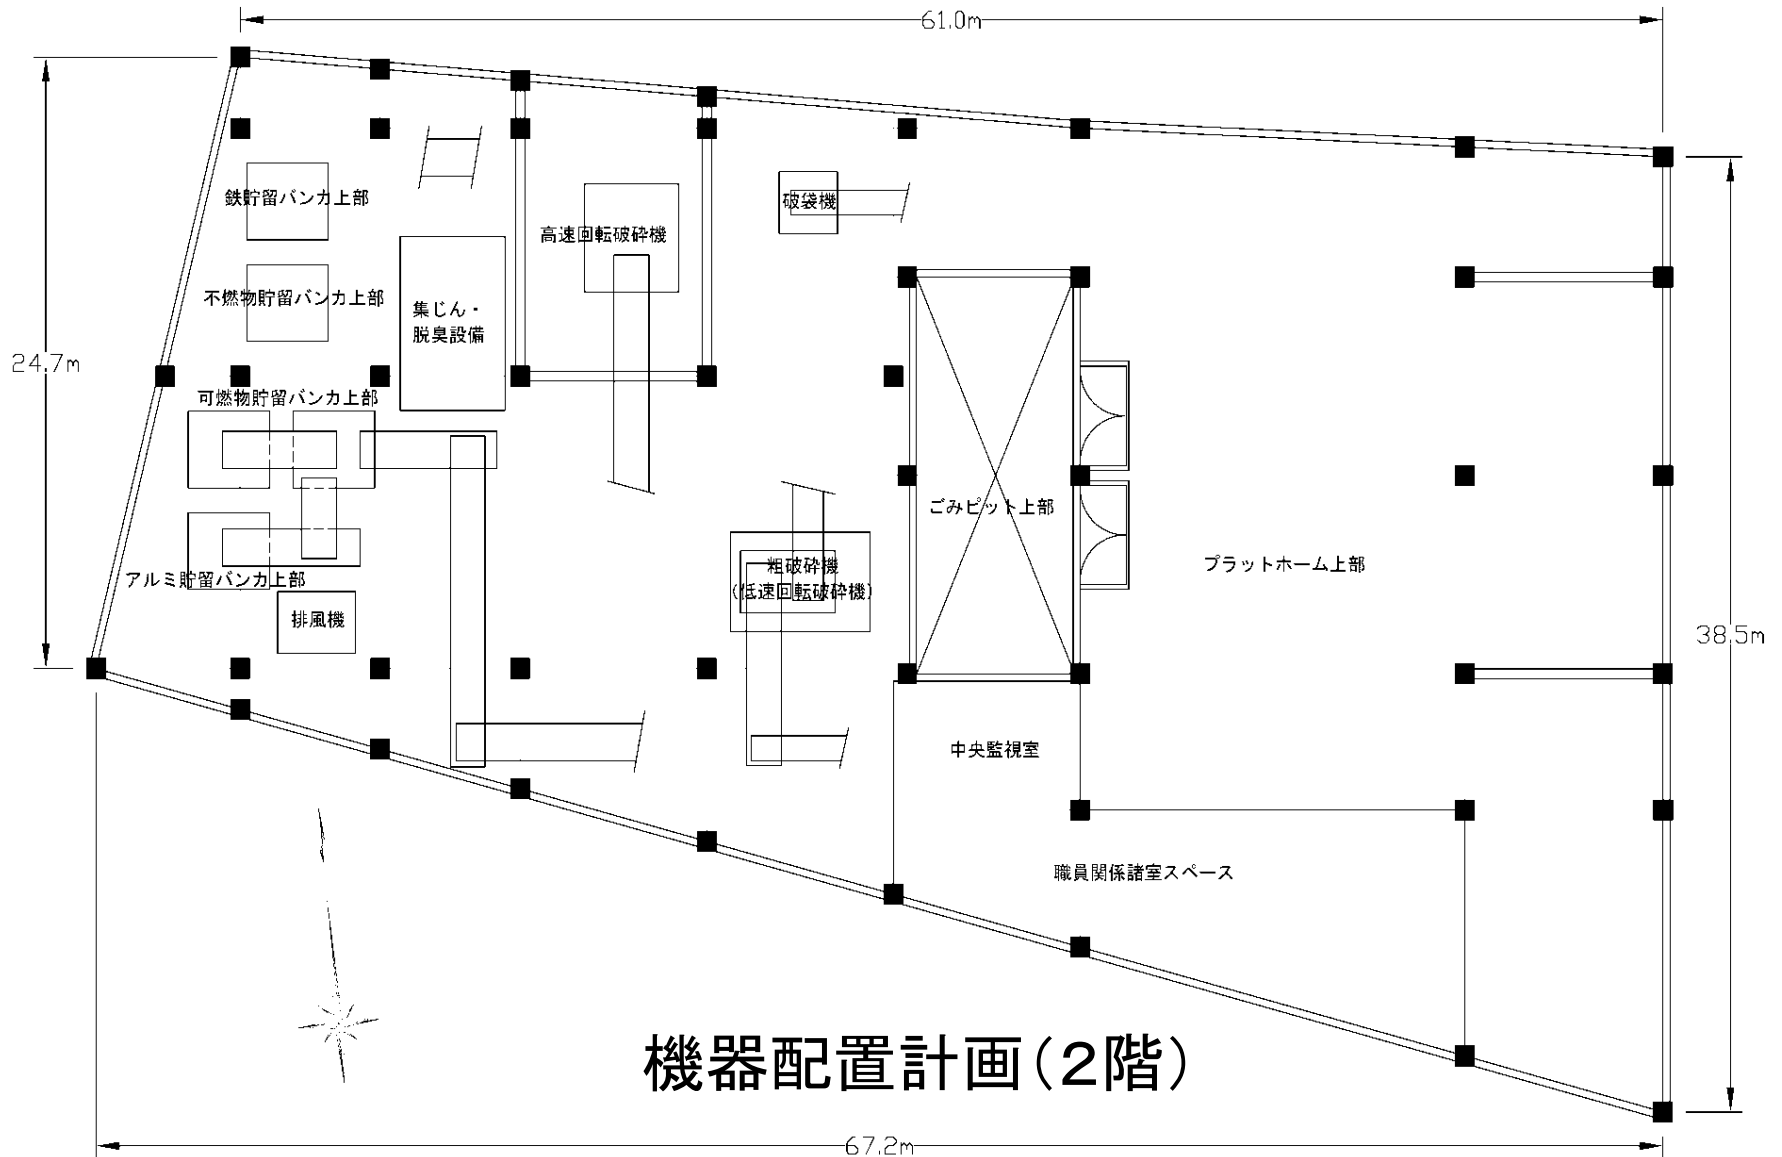 61.0m
鉄貯留バンカ上部
破袋機
高速回転破砕機
不燃物貯留バンカ上部
集じん・
脱臭設備
24.7m
可燃物貯留バンカ上部
ごみピット上部
プラットホーム上部
粗破砕機
(低速回転破砕機)
アルミ貯留バンカ上部
排風機
38.5m
中央監視室
職員関係諸室スペース
機器配置計画(2階)
67.2m